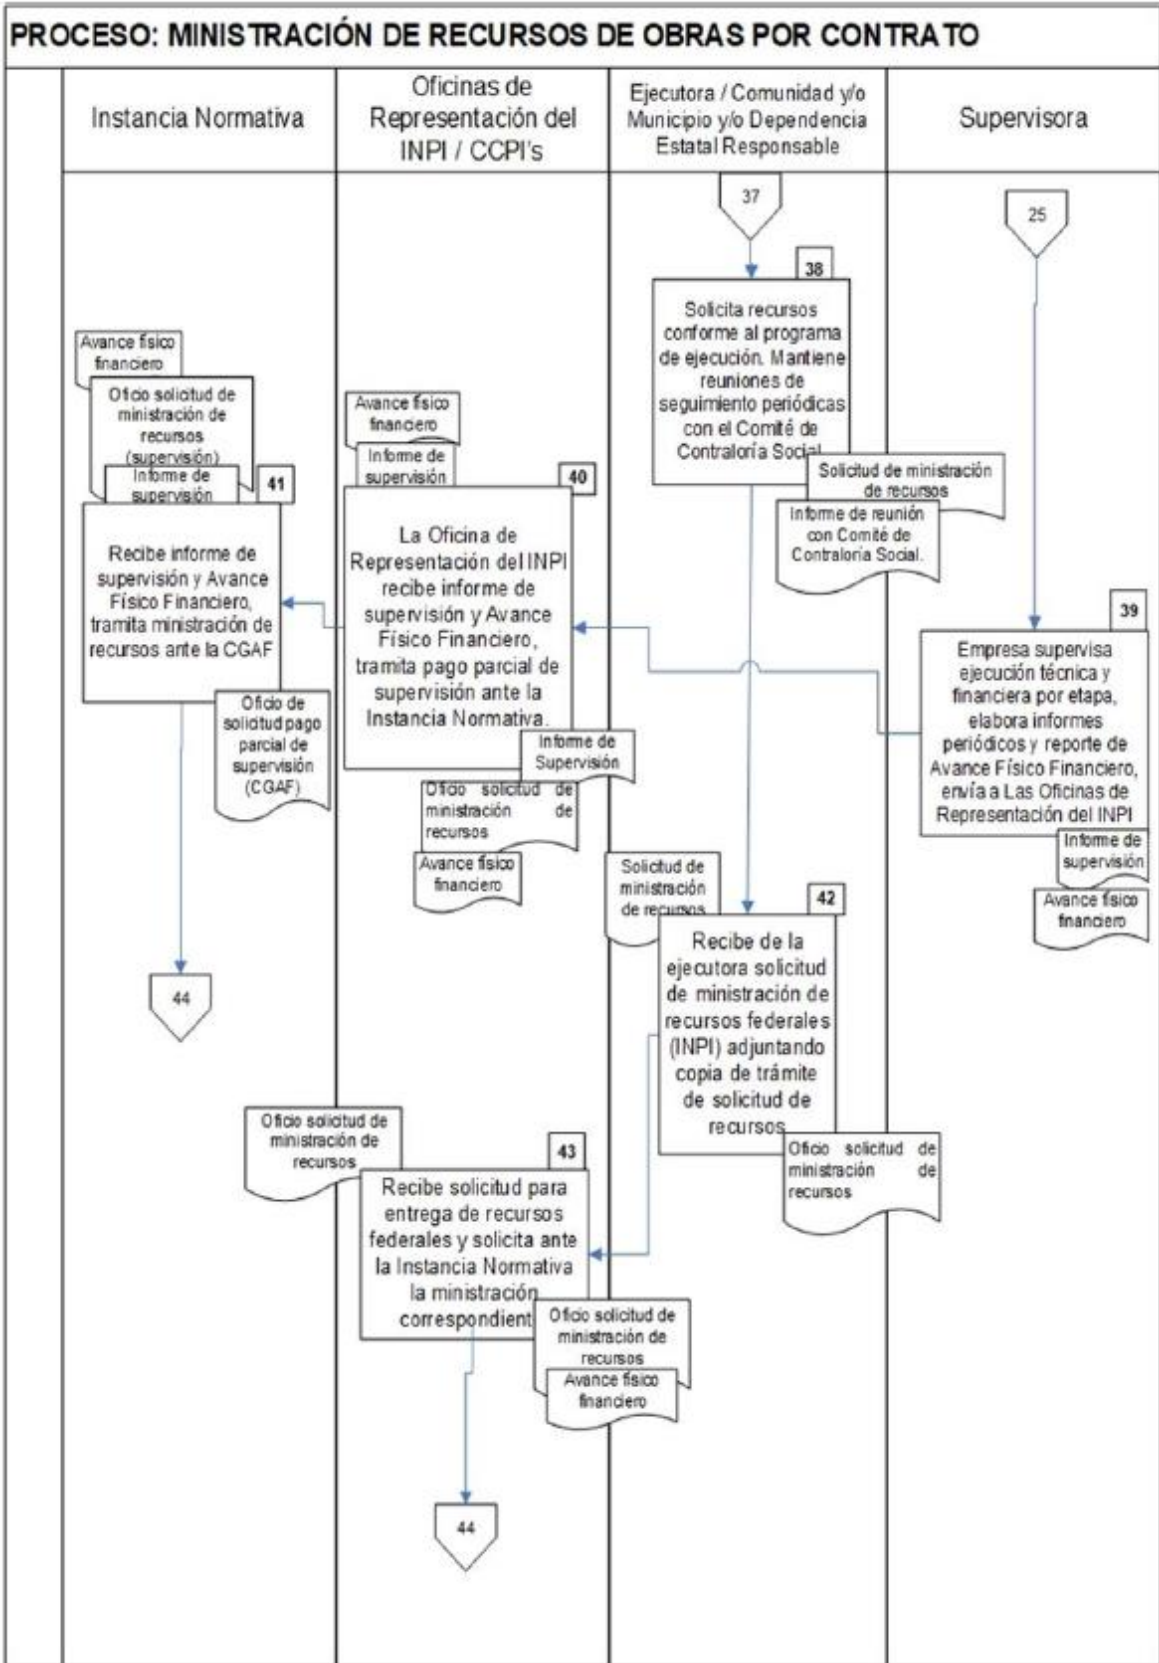 PROCESO: MINISTRACIÓN DE RECURSOS DE OBRAS POR CONTRATO
Instancia Normativa
Oficinas de
Representación del
INPI / CCPI's
Ejecutora / Comunidad y/o
Municipio y/o Dependencia
Estatal Responsable
Supervisora
37
25
38
Solicita recursos
conforme al programa
de ejecución. Mantiene
reuniones de
seguimiento periódicas
con el Comité de
Contraloría Social
Solicitud de ministración
de recursos
Informe de reunión
con Comité de
Contraloría Social.
39
Empresa supervisa
ejecución técnica y
financiera por etapa,
elabora informes
periódicos y reporte de
Avance Físico Financiero,
envía a Las Oficinas de
Representación del INPI
Informe de
supervisión
Avance físico
financiero
Avance físico
financiero
Informe de
supervisión
40
La Oficina de
Representación del INPI
recibe informe de
supervisión y Avance
Físico Financiero,
tramita pago parcial de
supervisión ante la
Instancia Normativa.
Informe de
Supervisión
Oficio solicitud de
ministración de
recursos
Avance físico
financiero
Avance físico
financiero
Oficio solicitud de
ministración de
recursos
(supervisión)
Informe de
supervisión
41
Recibe informe de
supervisión y Avance
Físico Financiero,
tramita ministración de
recursos ante la CGAF
Oficio de
solicitud pago
parcial de
supervisión
(CGAF)
44
Solicitud de
ministración
de recursos
42
Recibe de la
ejecutora solicitud
de ministración de
recursos federales
(INPI) adjuntando
copia de trámite
de solicitud de
recursos
Oficio solicitud de
ministración de
recursos
Oficio solicitud de
ministración de
recursos
43
Recibe solicitud para
entrega de recursos
federales y solicita ante
la Instancia Normativa
la ministración
correspondient
Oficio solicitud de
ministración de
recursos
Avance físico
financiero
44